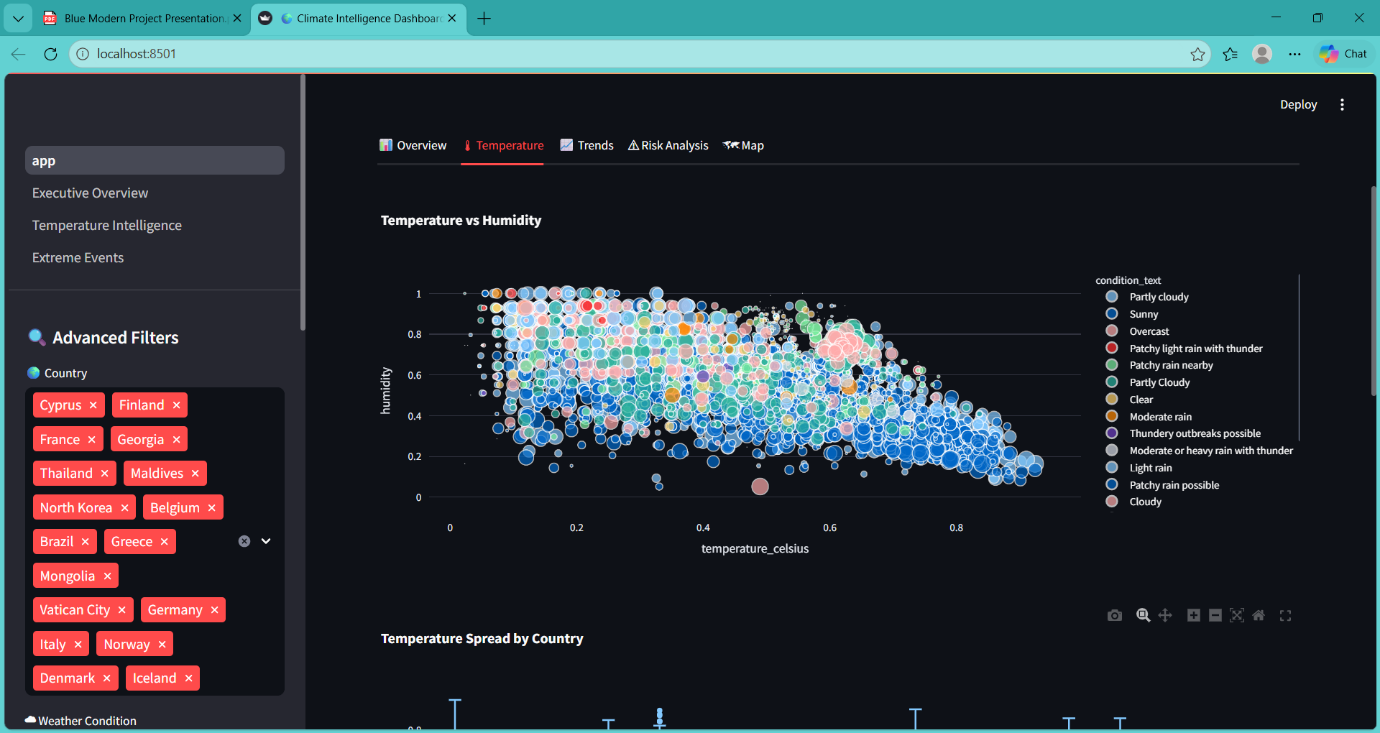 Blue Modern Project Presentation.
Climate Intelligence Dashboard
localhost:8501
Chat
Deploy
app
Executive Overview
Temperature Intelligence
Extreme Events
Advanced Filters
Country
Cyprus × Finland ×
France × Georgia ×
Thailand × Maldives ×
North Korea × Belgium ×
Brazil × Greece ×
Mongolia ×
Vatican City × Germany ×
Italy × Norway ×
Denmark × Iceland ×
Weather Condition
Overview Temperature Trends Risk Analysis Map
Temperature vs Humidity
condition_text
Partly cloudy
Sunny
Overcast
Patchy light rain with thunder
Patchy rain nearby
Partly Cloudy
Clear
Moderate rain
Thundery outbreaks possible
Moderate or heavy rain with thunder
Light rain
Patchy rain possible
Cloudy
humidity
1
0.8
0.6
0.4
0.2
0
0 0.2 0.4 0.6 0.8
temperature_celsius
Temperature Spread by Country